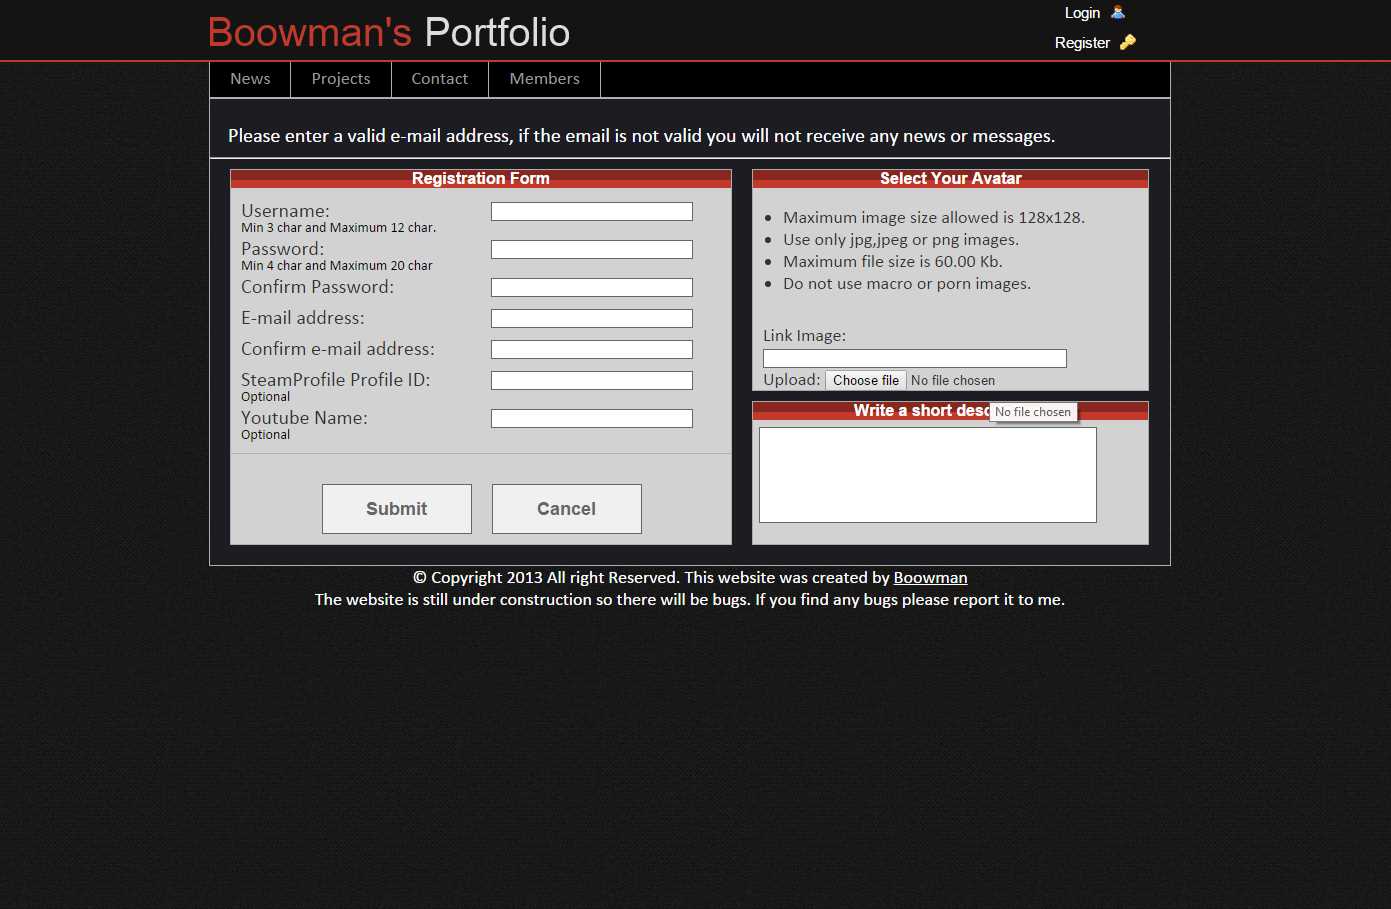 Boowman's Portfolio
Login
Register
News Projects Contact Members
Please enter a valid e-mail address, if the email is not valid you will not receive any news or messages.
Registration Form
Username:
Min 3 char and Maximum 12 char.
Password:
Min 4 char and Maximum 20 char
Confirm Password:
E-mail address:
Confirm e-mail address:
SteamProfile Profile ID:
Optional
Youtube Name:
Optional
Submit Cancel
Select Your Avatar
Maximum image size allowed is 128x128.
Use only jpg,jpeg or png images.
Maximum file size is 60.00 Kb.
Do not use macro or porn images.
Link Image:
Upload: Choose file No file chosen
Write a short
No file chosen
© Copyright 2013 All right Reserved. This website was created by Boowman
The website is still under construction so there will be bugs. If you find any bugs please report it to me.